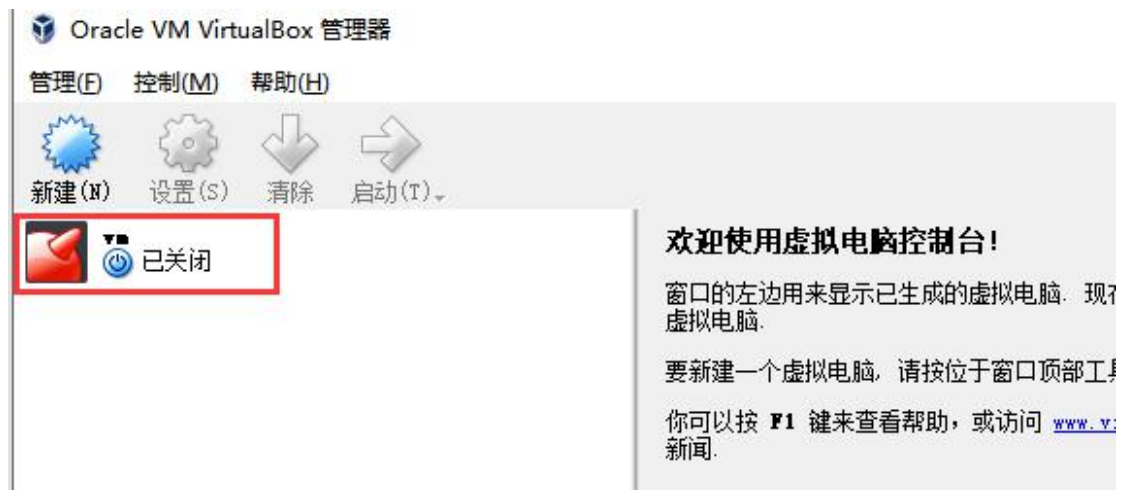 Oracle VM VirtualBox 管理器
管理(F) 控制(M) 帮助(H)
新建(N) 设置(S) 清除 启动(T)
VM
已关闭
欢迎使用虚拟电脑控制台!
窗口的左边用来显示已生成的虚拟电脑. 现
虚拟电脑.
要新建一个虚拟电脑, 请按位于窗口顶部工
你可以按 F1 键来查看帮助, 或访问 www.v
新闻.